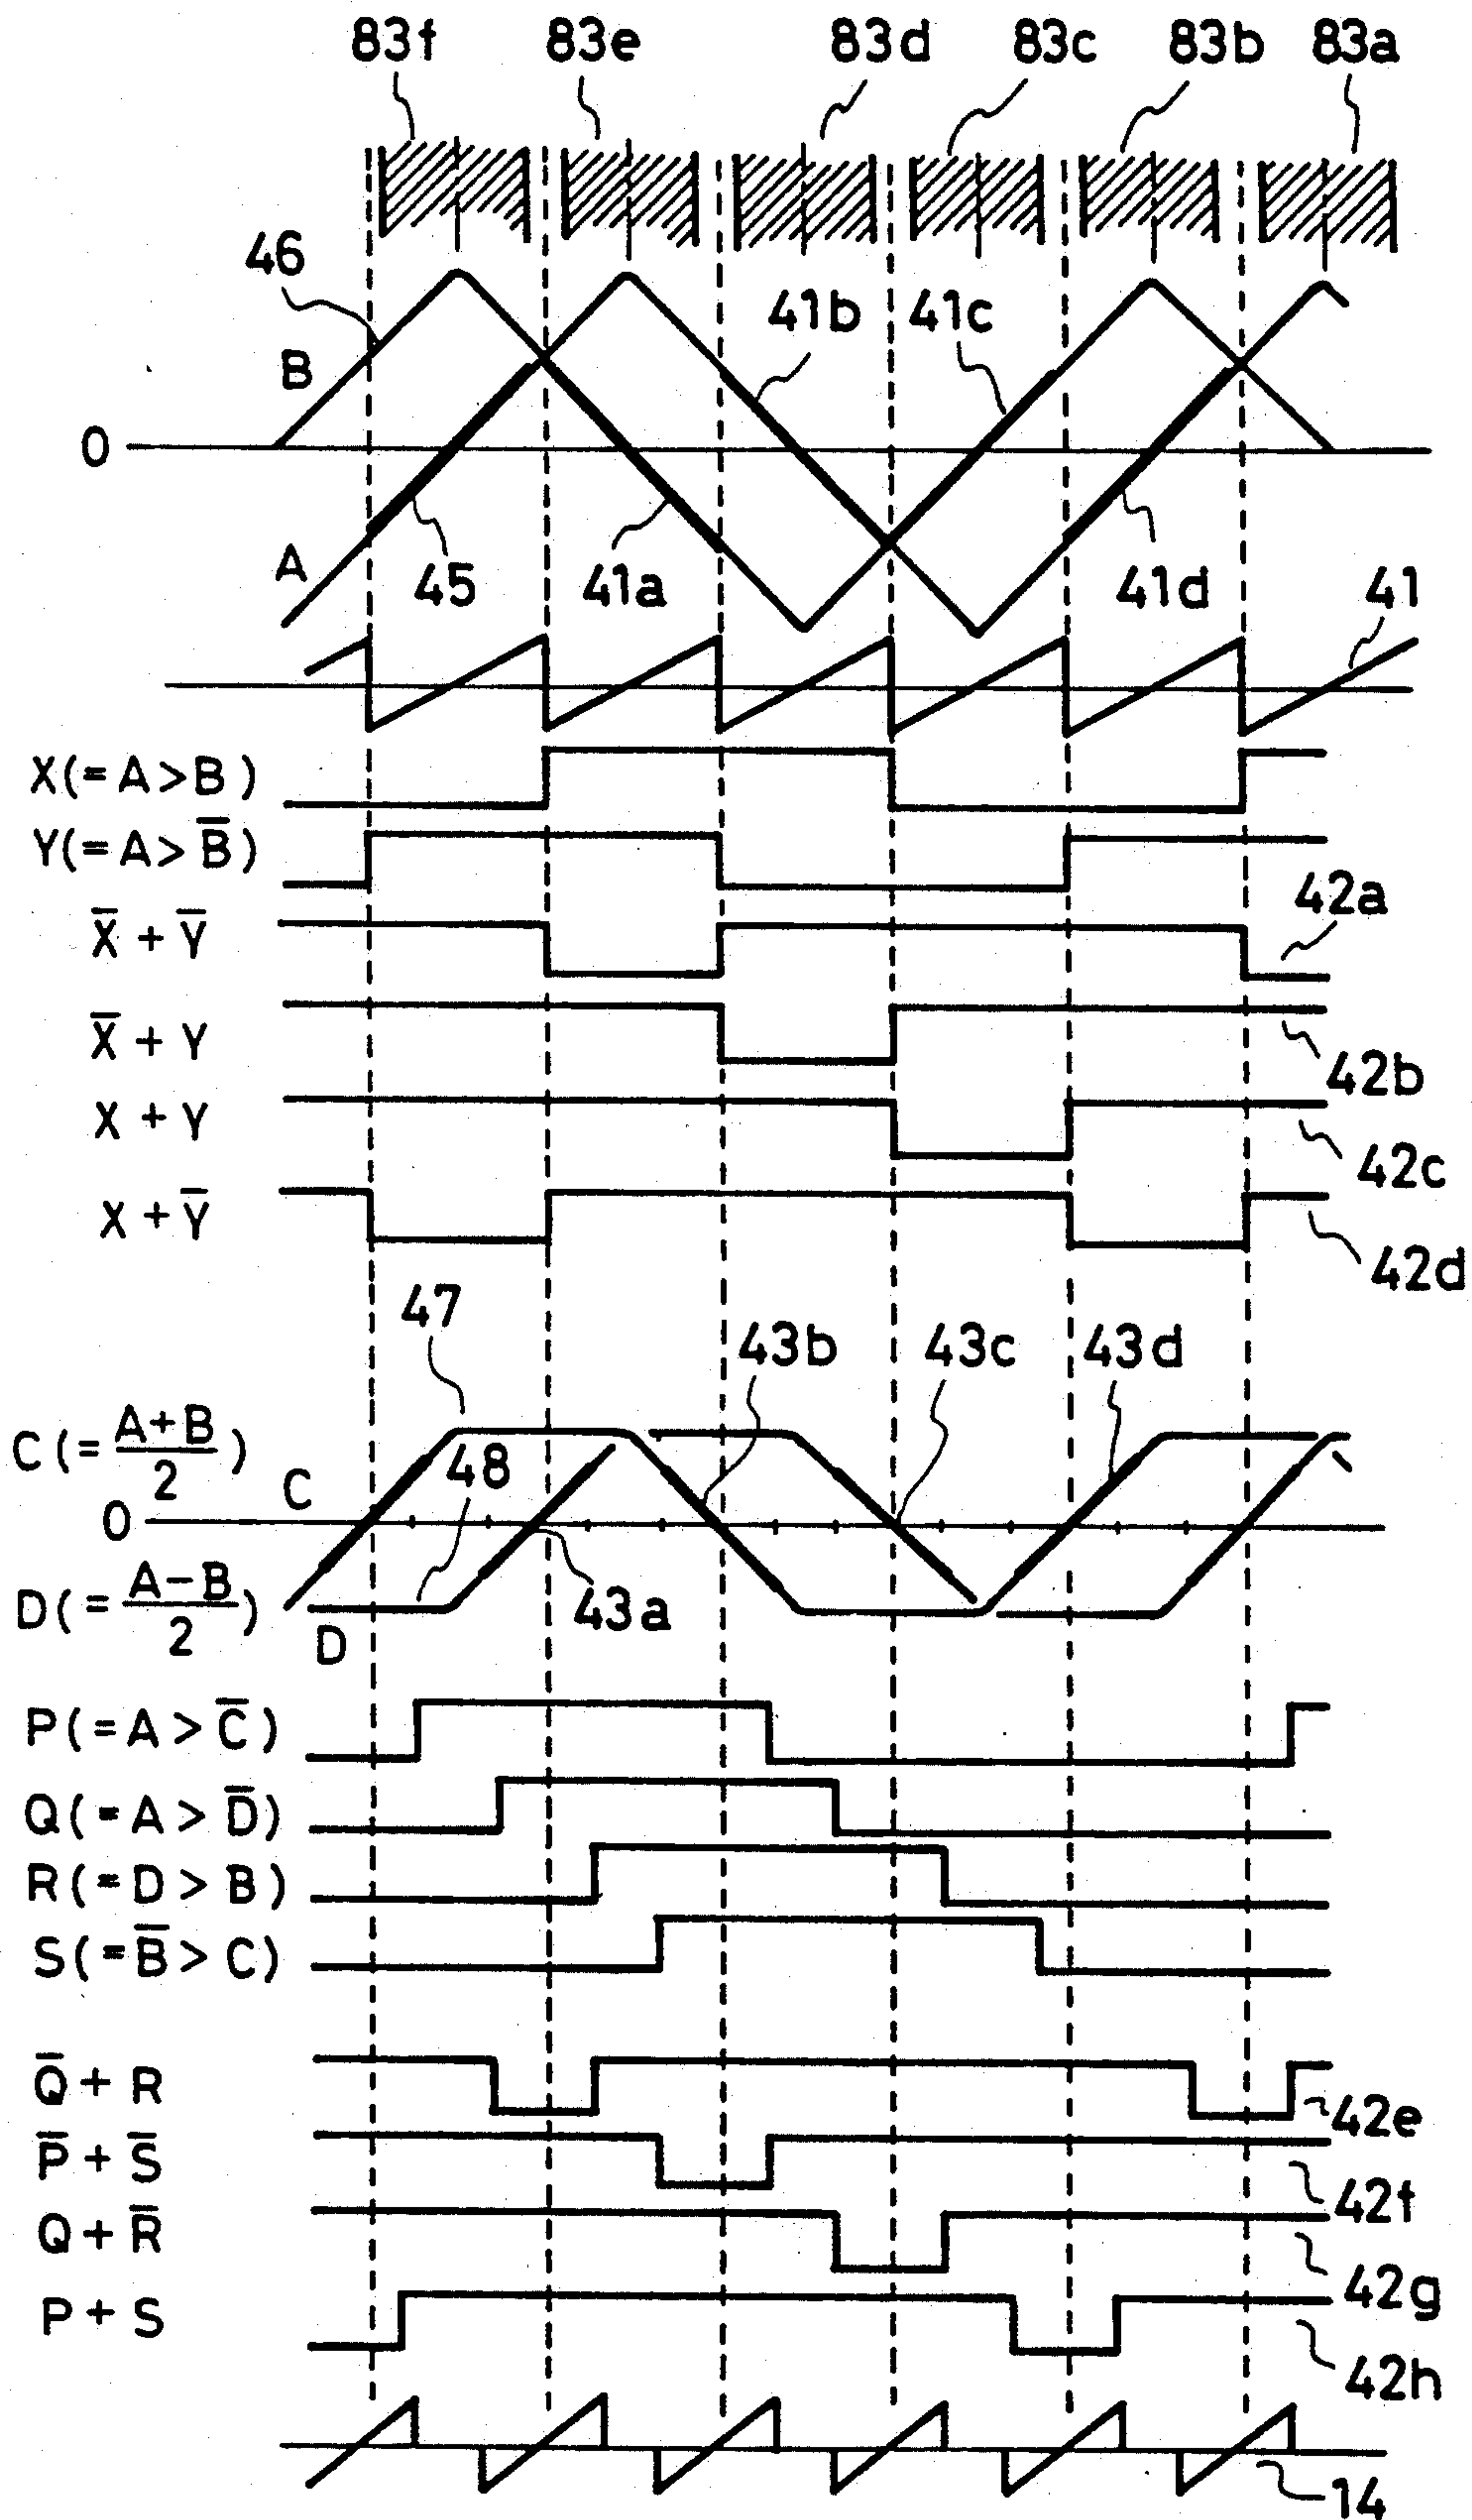 83f 83e 83d 83c 83b 83a
46
41b 41c
B
0
A
45 41a 41d 41
X(=A>B)
Y(=A>B̅)
42a
X̅+Y̅
X̅+Y
42b
X+Y
42c
X+Y̅
42d
47
43b 43c 43d
C(=A+B/2)
48
C
0
D(=A−B/2)
43a
D
P(=A>C̅)
Q(=A>D̅)
R(=D>B)
S(=B̅>C)
Q̅+R
42e
P̅+S̅
42f
Q+R̅
42g
P+S
42h
14